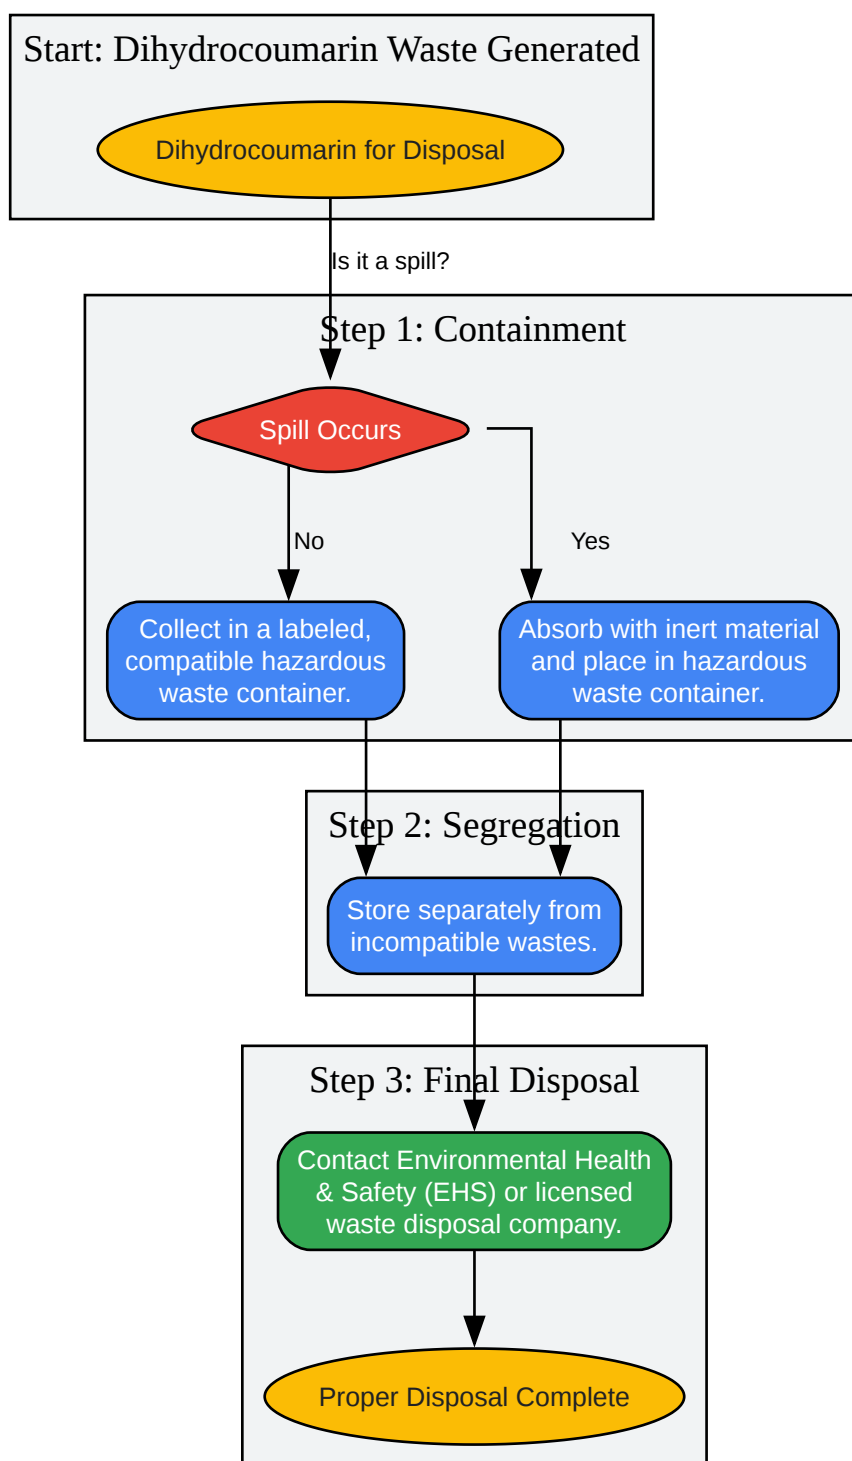 Start: Dihydrocoumarin Waste Generated
Dihydrocoumarin for Disposal
Is it a spill?
Step 1: Containment
Spill Occurs
No
Yes
Collect in a labeled,
compatible hazardous
waste container.
Absorb with inert material
and place in hazardous
waste container.
Step 2: Segregation
Store separately from
incompatible wastes.
Step 3: Final Disposal
Contact Environmental Health
& Safety (EHS) or licensed
waste disposal company.
Proper Disposal Complete